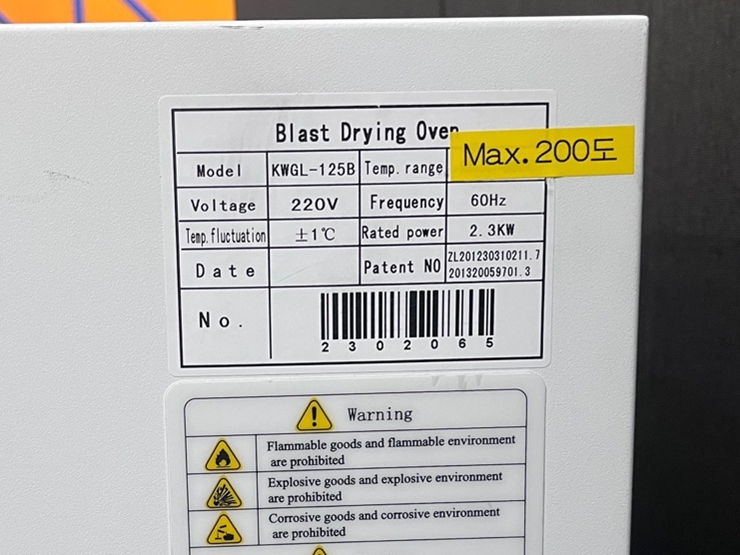 Blast Drying Oven
Max.200도
Model KWGL-125B Temp. range
Voltage 220V Frequency 60Hz
Temp. fluctuation ±1℃ Rated power 2.3KW
Date Patent NO ZL201230310211.7
201320059701.3
No.
2302065
Warning
Flammable goods and flammable environment
are prohibited
Explosive goods and explosive environment
are prohibited
Corrosive goods and corrosive environment
are prohibited